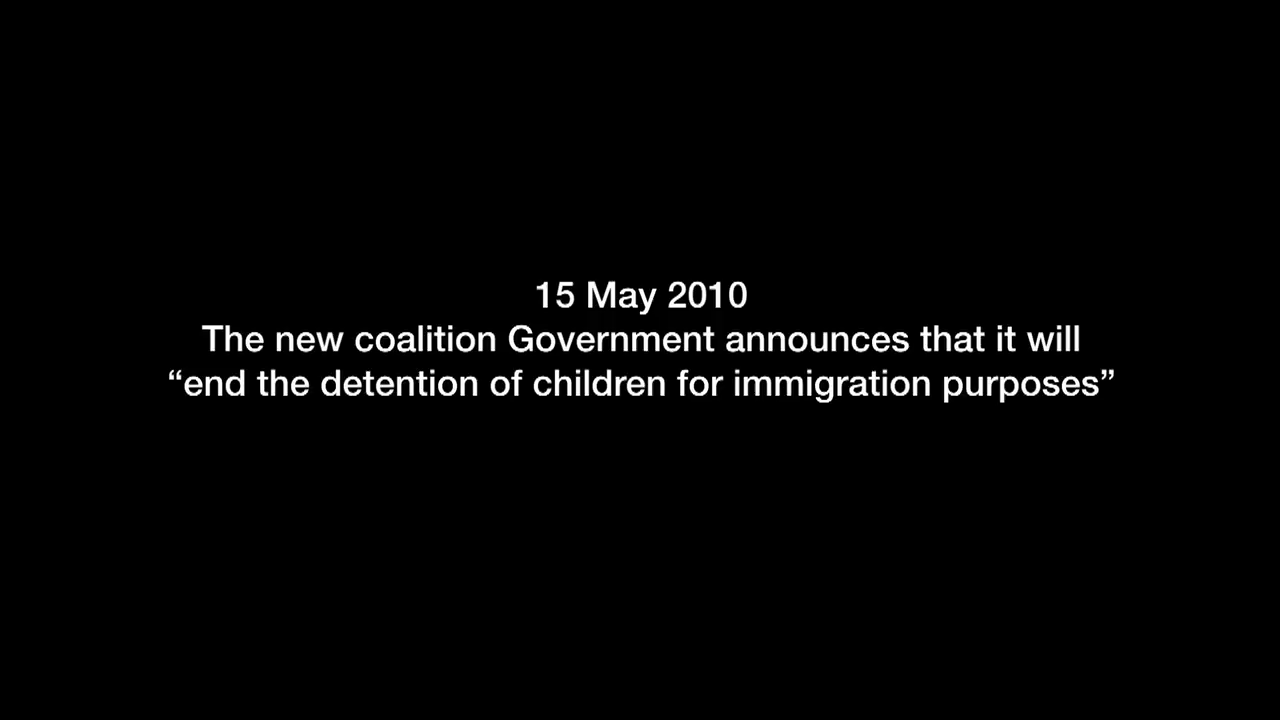 15 May 2010
The new coalition Government announces that it will
“end the detention of children for immigration purposes”